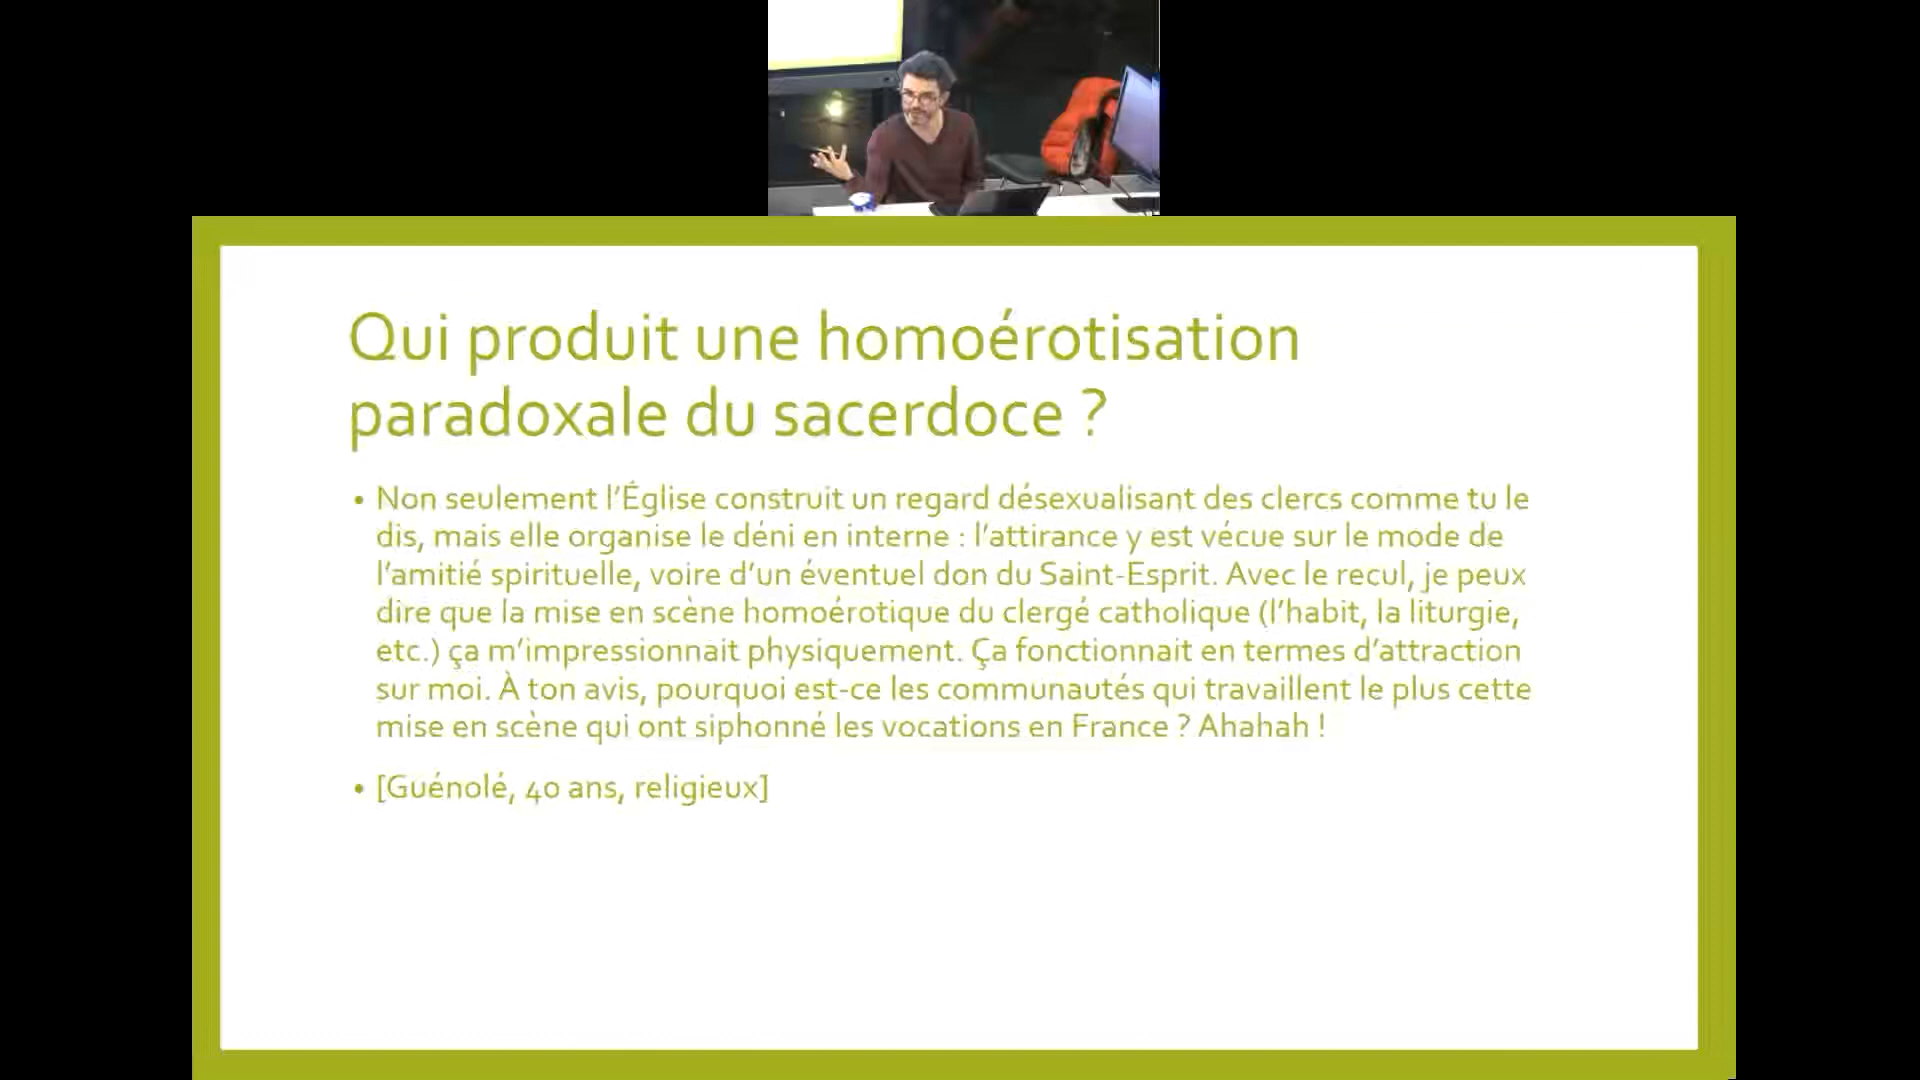 Qui produit une homoérotisation
paradoxale du sacerdoce ?
• Non seulement l’Église construit un regard désexualisant des clercs comme tu le
dis, mais elle organise le déni en interne : l’attirance y est vécue sur le mode de
l’amitié spirituelle, voire d’un éventuel don du Saint-Esprit. Avec le recul, je peux
dire que la mise en scène homoérotique du clergé catholique (l’habit, la liturgie,
etc.) ça m’impressionnait physiquement. Ça fonctionnait en termes d’attraction
sur moi. À ton avis, pourquoi est-ce les communautés qui travaillent le plus cette
mise en scène qui ont siphonné les vocations en France ? Ahahah !
• [Guénolé, 40 ans, religieux]